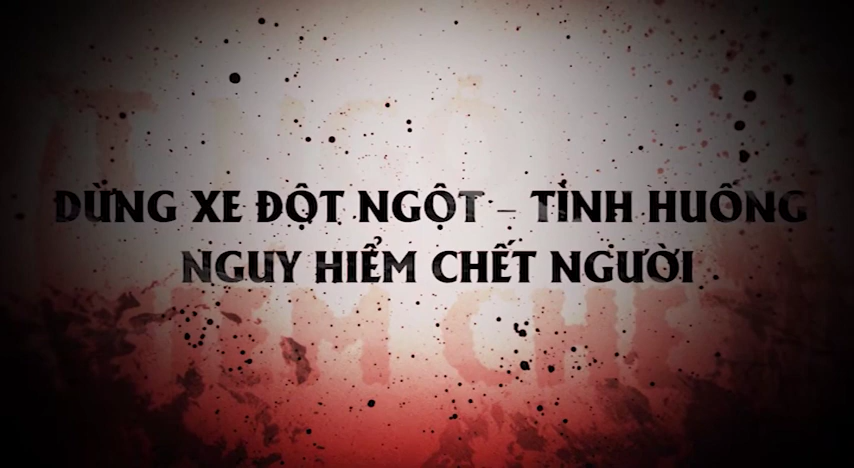 DỪNG XE ĐỘT NGỘT – TÌNH HUỐNG
NGUY HIỂM CHẾT NGƯỜI